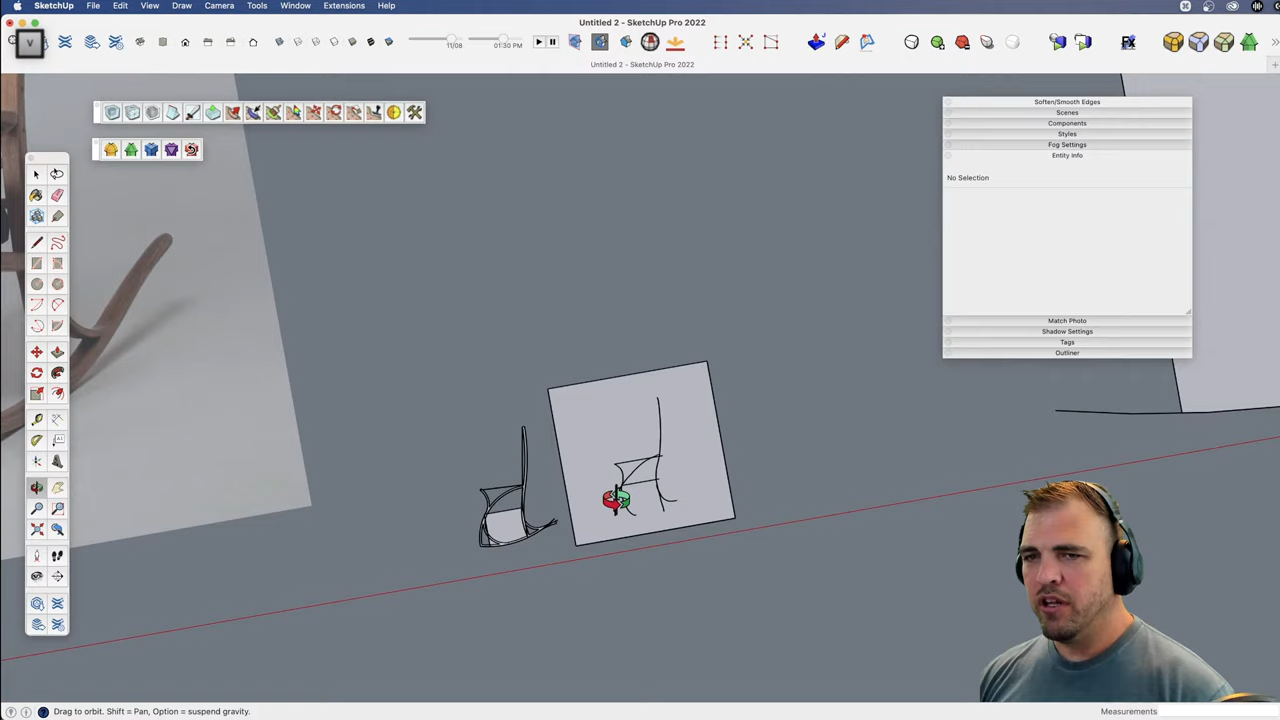 SketchUp File Edit View Draw Camera Tools Window Extensions Help
Untitled 2 - SketchUp Pro 2022
V
11/08
01:30 PM
Untitled 2 - SketchUp Pro 2022
Soften/Smooth Edges
Scenes
Components
Styles
Fog Settings
Entity Info
No Selection
Match Photo
Shadow Settings
Tags
Outliner
Drag to orbit. Shift = Pan, Option = suspend gravity.
Measurements